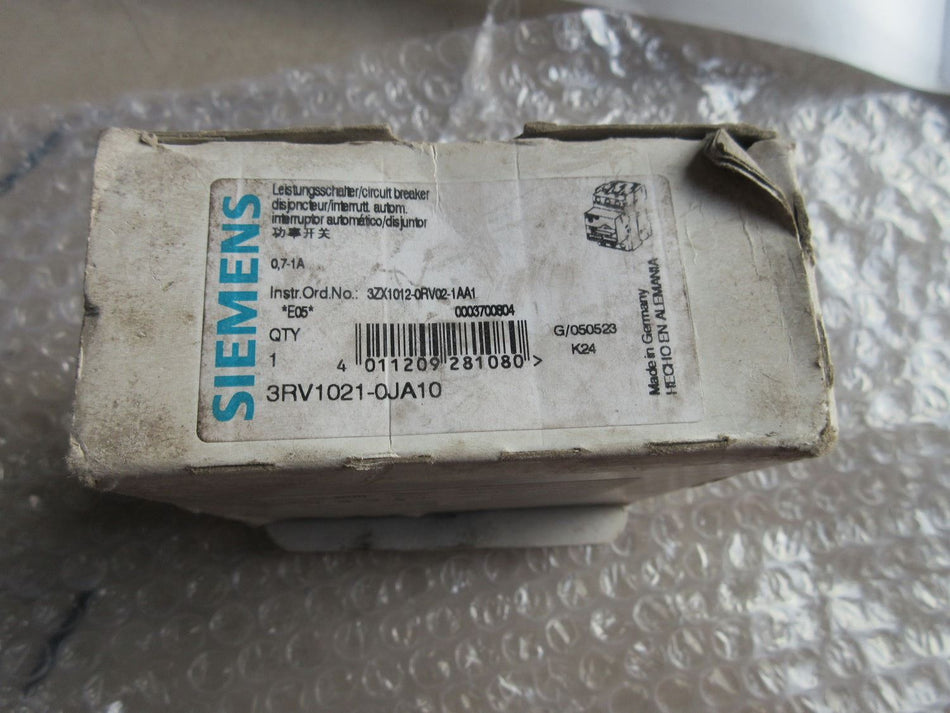 SIEMENS
Leistungsschalter/circuit breaker
disjoncteur/interrutt. autom.
interruptor automático/disjuntor
功率开关
0,7-1A
Instr.Ord.No.: 3ZX1012-0RV02-1AA1
*E05* 0003700804
QTY
1
4 011209 281080 >
G/050523
K24
3RV1021-0JA10
Made in Germany
HECHO EN ALEMANIA